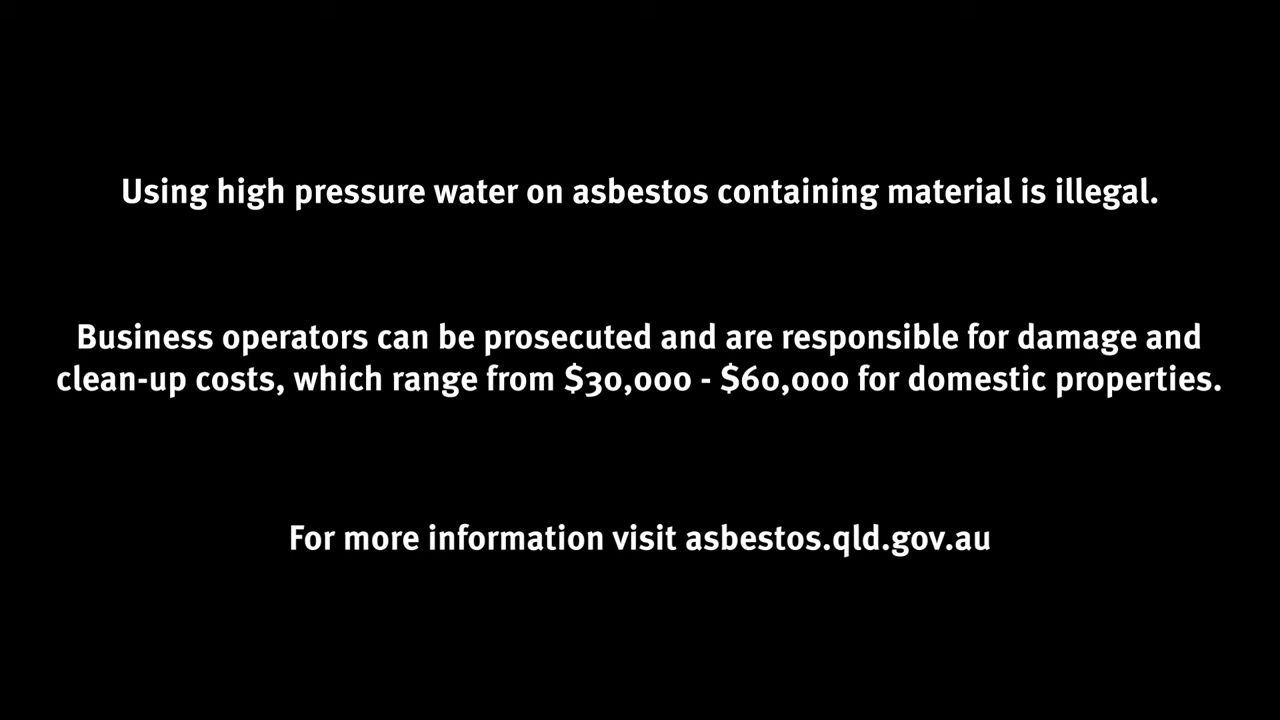 Using high pressure water on asbestos containing material is illegal.
Business operators can be prosecuted and are responsible for damage and
clean-up costs, which range from $30,000 - $60,000 for domestic properties.
For more information visit asbestos.qld.gov.au